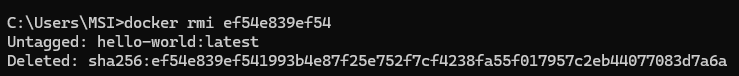 C:\Users\MSI>docker rmi ef54e839ef54
Untagged: hello-world:latest
Deleted: sha256:ef54e839ef541993b4e87f25e752f7cf4238fa55f017957c2eb44077083d7a6a